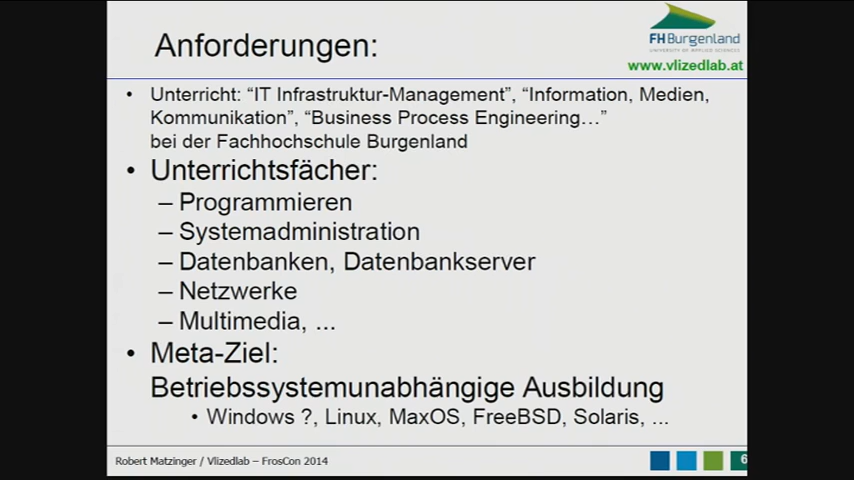 Anforderungen:
FHBurgenland
UNIVERSITY OF APPLIED SCIENCES
www.vlizedlab.at
• Unterricht: “IT Infrastruktur-Management”, “Information, Medien,
Kommunikation”, “Business Process Engineering…”
bei der Fachhochschule Burgenland
• Unterrichtsfächer:
– Programmieren
– Systemadministration
– Datenbanken, Datenbankserver
– Netzwerke
– Multimedia, ...
• Meta-Ziel:
Betriebssystemunabhängige Ausbildung
• Windows ?, Linux, MaxOS, FreeBSD, Solaris, ...
Robert Matzinger / Vlizedlab – FrosCon 2014
6